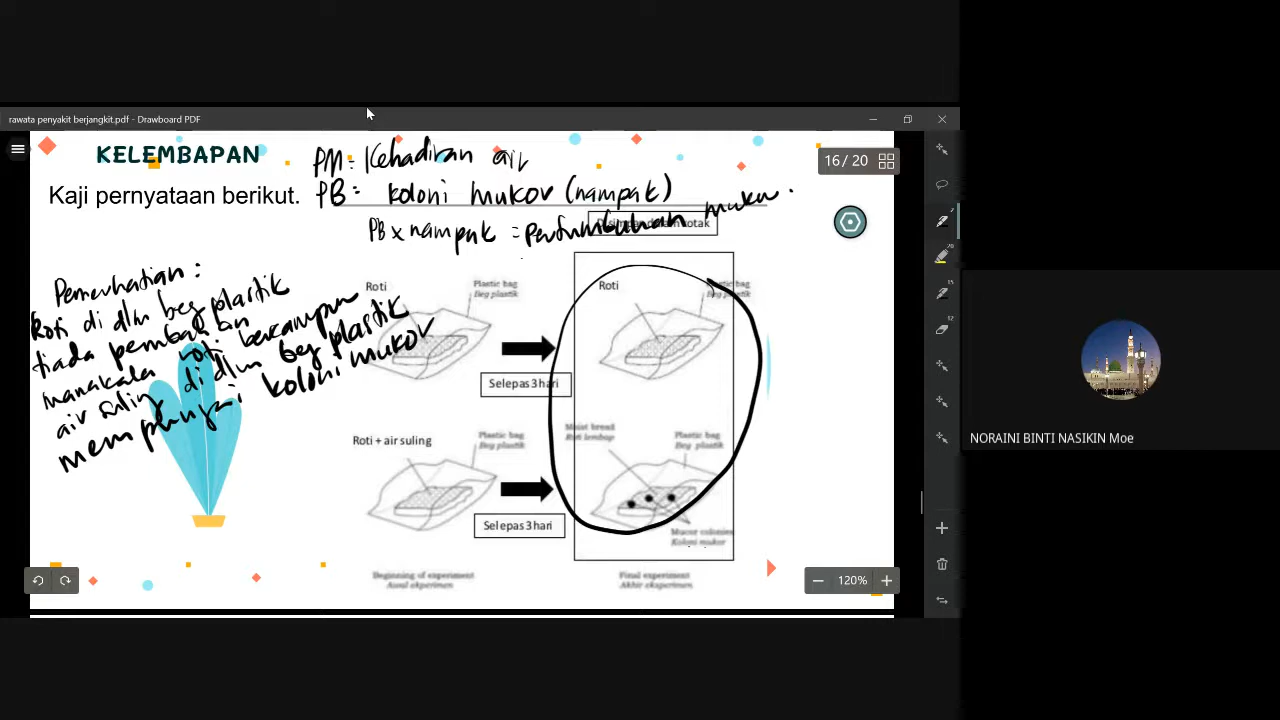 rawata penyakit berjangkit.pdf - Drawboard PDF
KELEMBAPAN
16 / 20
PM: Kehadiran air
Kaji pernyataan berikut.
PB: koloni mukor (nampak)
PB x nampak = pertumbuhan mukor.
Disimpan dalam kotak
Pemerhatian :
Roti di dlm beg plastik
tiada perubahan
manakala roti bercampur
air suling di dlm beg plastik
mempunyai koloni mukor
Roti
Plastic bag
Beg plastik
Selepas 3 hari
Roti
Plastic bag
Beg plastik
Roti + air suling
Plastic bag
Beg plastik
Selepas 3 hari
Moist bread
Roti lembap
Plastic bag
Beg plastik
Mucor colonies
Koloni mukor
Beginning of experiment
Awal eksperimen
Final experiment
Akhir eksperimen
120%
NORAINI BINTI NASIKIN Moe